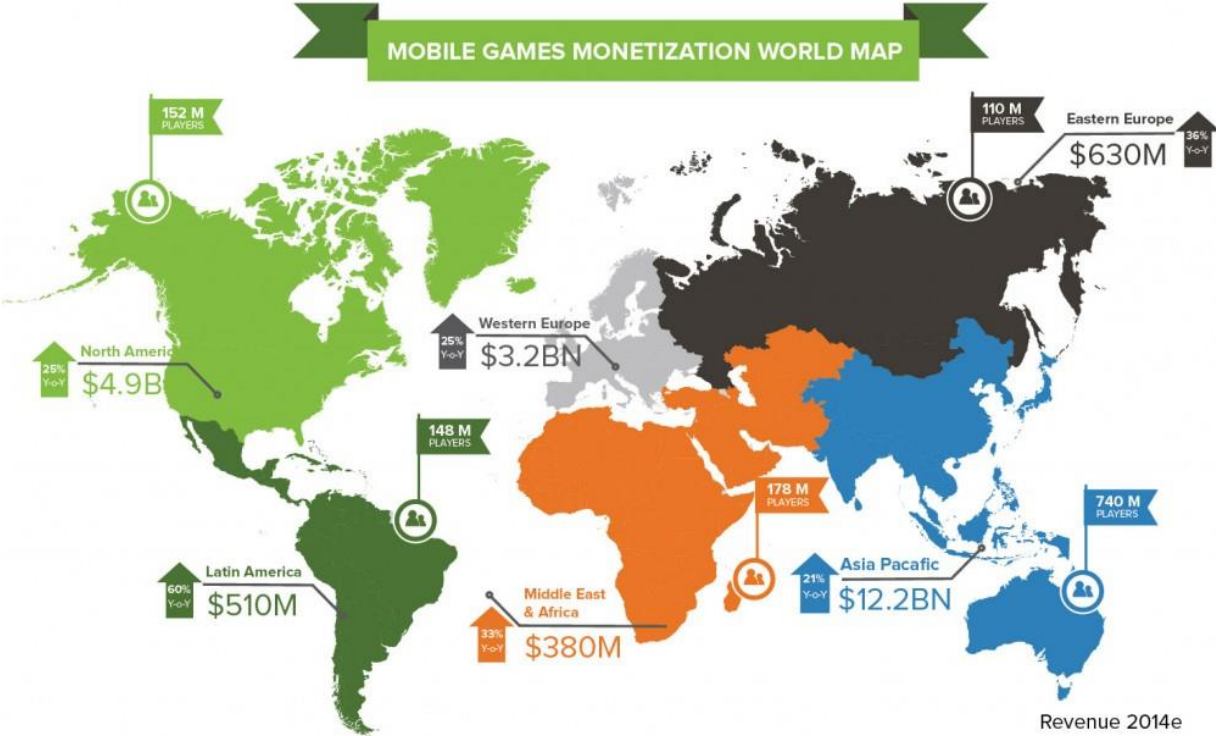 MOBILE GAMES MONETIZATION WORLD MAP
152 M
PLAYERS
110 M
PLAYERS
Eastern Europe
$630M
36%
Y-o-Y
Western Europe
$3.2BN
25%
Y-o-Y
North Americ
$4.9B
25%
Y-o-Y
148 M
PLAYERS
178 M
PLAYERS
740 M
PLAYERS
Latin America
$510M
60%
Y-o-Y
Middle East
& Africa
$380M
33%
Y-o-Y
Asia Pacafic
$12.2BN
21%
Y-o-Y
Revenue 2014e